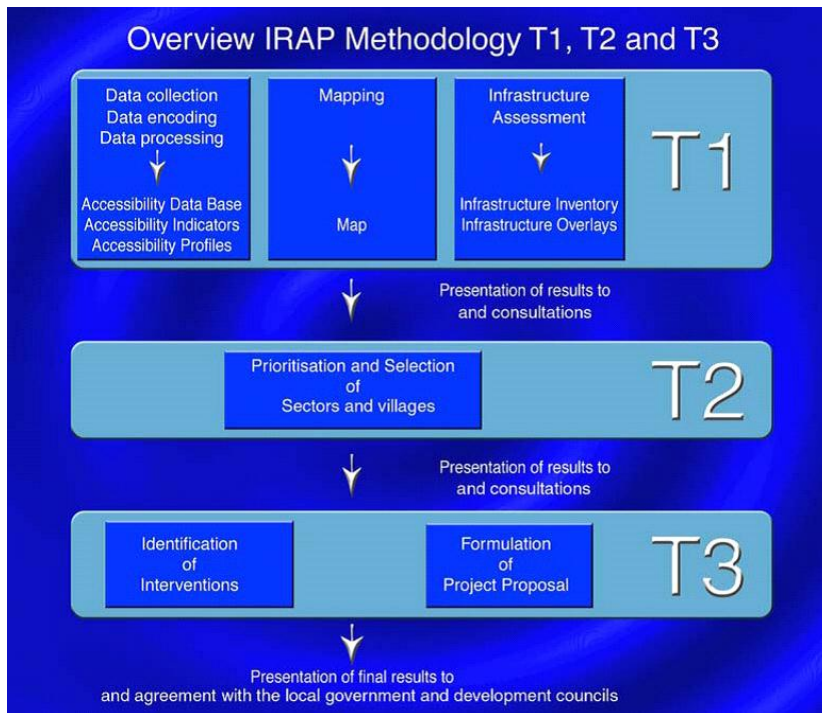 Overview IRAP Methodology T1, T2 and T3
Data collection
Data encoding
Data processing
Accessibility Data Base
Accessibility Indicators
Accessibility Profiles
Mapping
Map
Infrastructure
Assessment
Infrastructure Inventory
Infrastructure Overlays
T1
Presentation of results to
and consultations
Prioritisation and Selection
of
Sectors and villages
T2
Presentation of results to
and consultations
Identification
of
Interventions
Formulation
of
Project Proposal
T3
Presentation of final results to
and agreement with the local government and development councils